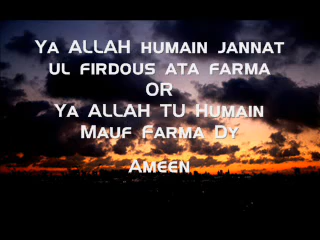 Ya ALLAH humain jannat
ul firdous ata farma
OR
Ya ALLAH TU Humain
Mauf Farma Dy
Ameen